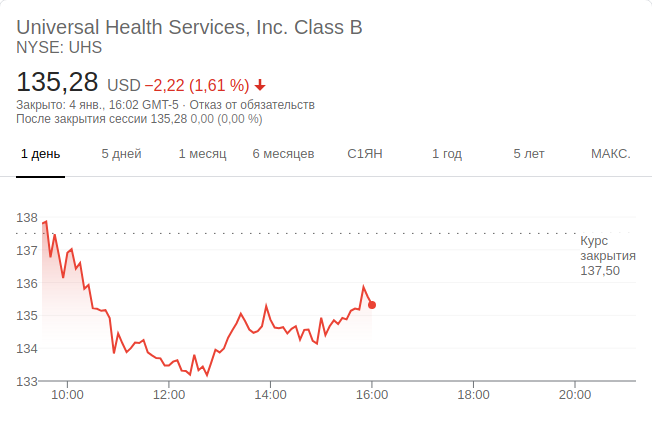 Universal Health Services, Inc. Class B
NYSE: UHS
135,28 USD −2,22 (1,61 %)
Закрыто: 4 янв., 16:02 GMT-5 · Отказ от обязательств
После закрытия сессии 135,28 0,00 (0,00 %)
1 день 5 дней 1 месяц 6 месяцев С1ЯН 1 год 5 лет МАКС.
138
137
136
135
134
133
Курс
закрытия
137,50
10:00 12:00 14:00 16:00 18:00 20:00